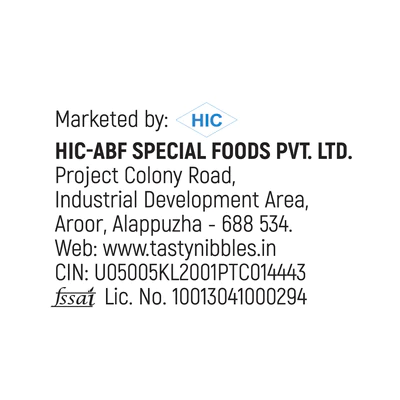 Marketed by: HIC
HIC-ABF SPECIAL FOODS PVT. LTD.
Project Colony Road,
Industrial Development Area,
Aroor, Alappuzha - 688 534.
Web: www.tastynibbles.in
CIN: U05005KL2001PTC014443
fssai Lic. No. 10013041000294